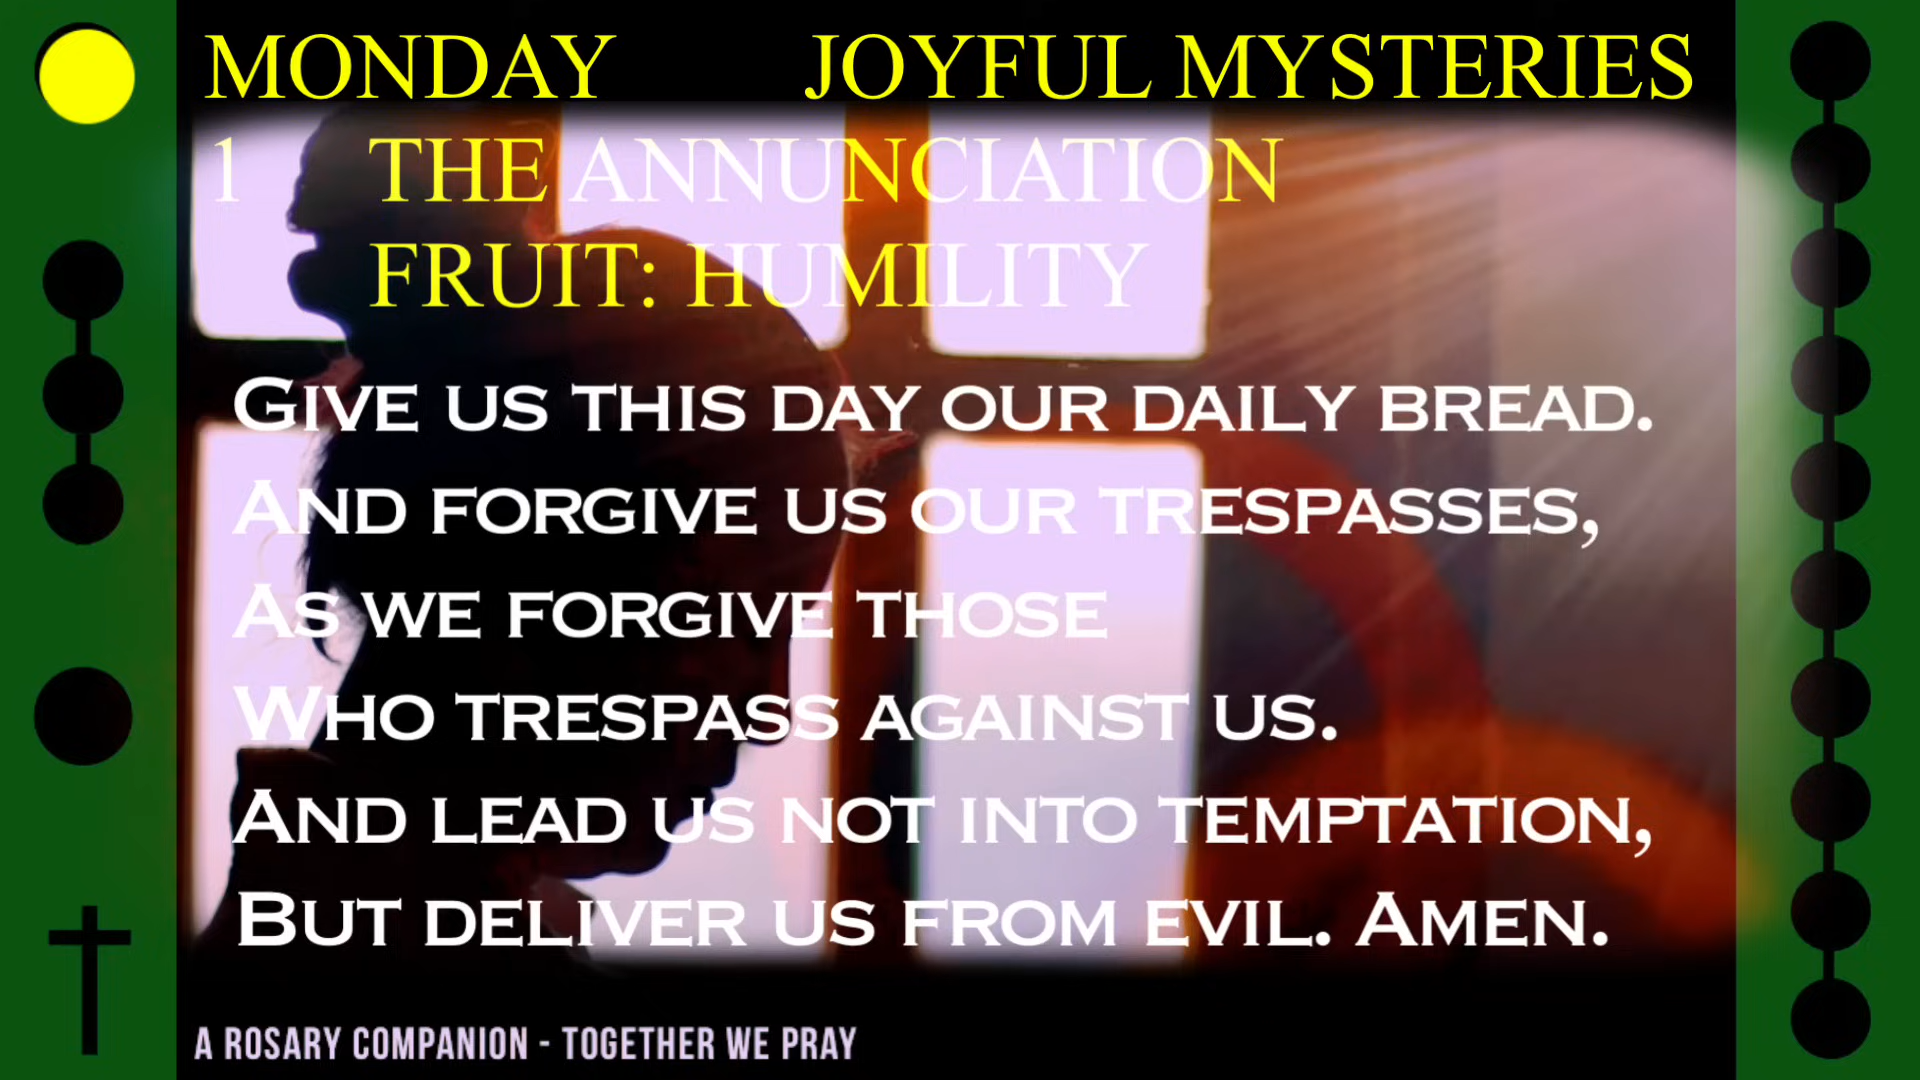 MONDAY JOYFUL MYSTERIES
1 THE ANNUNCIATION
FRUIT: HUMILITY
GIVE US THIS DAY OUR DAILY BREAD.
AND FORGIVE US OUR TRESPASSES,
AS WE FORGIVE THOSE
WHO TRESPASS AGAINST US.
AND LEAD US NOT INTO TEMPTATION,
BUT DELIVER US FROM EVIL. AMEN.
A ROSARY COMPANION - TOGETHER WE PRAY